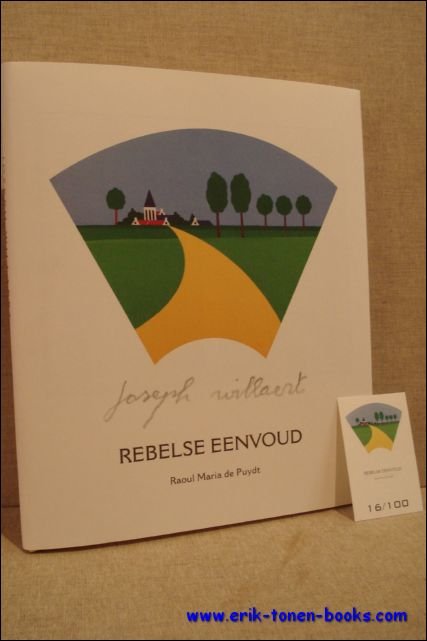 Joseph willaert
REBELSE EENVOUD
Raoul Maria de Puydt
REBELSE EENVOUD
16/100
www.erik-tonen-books.com